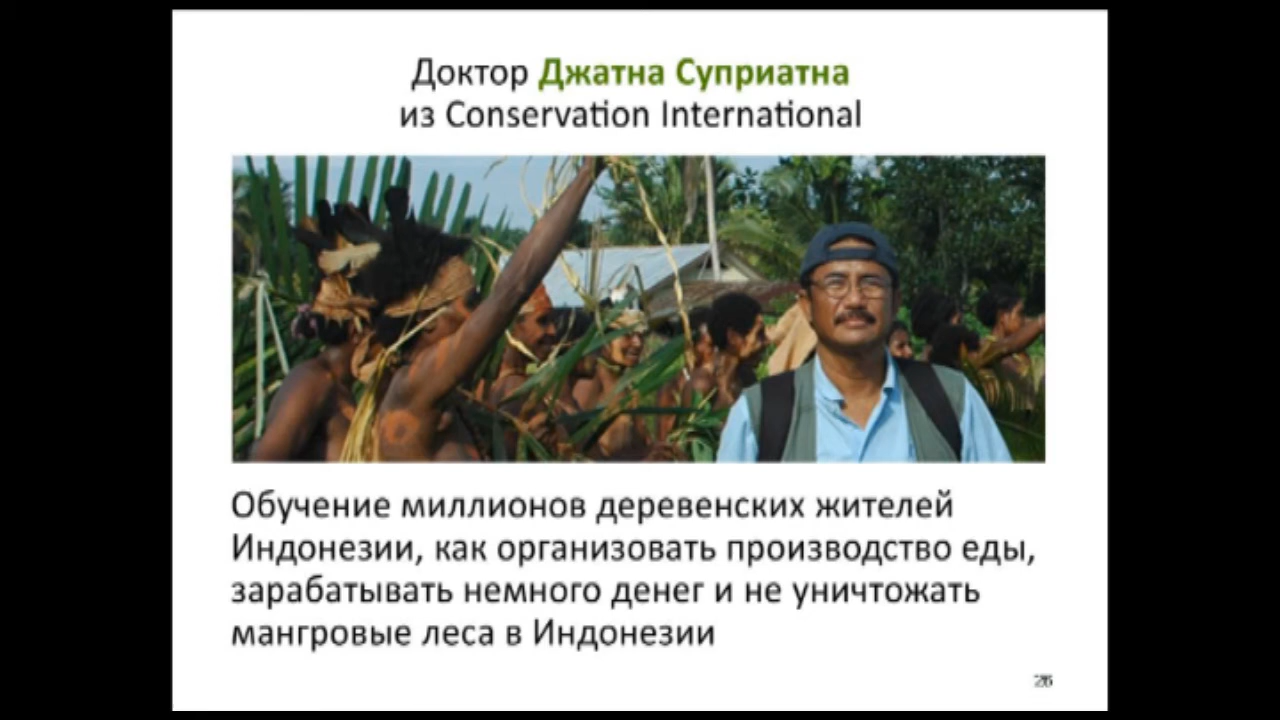 Доктор Джатна Суприатна
из Conservation International
Обучение миллионов деревенских жителей
Индонезии, как организовать производство еды,
зарабатывать немного денег и не уничтожать
мангровые леса в Индонезии